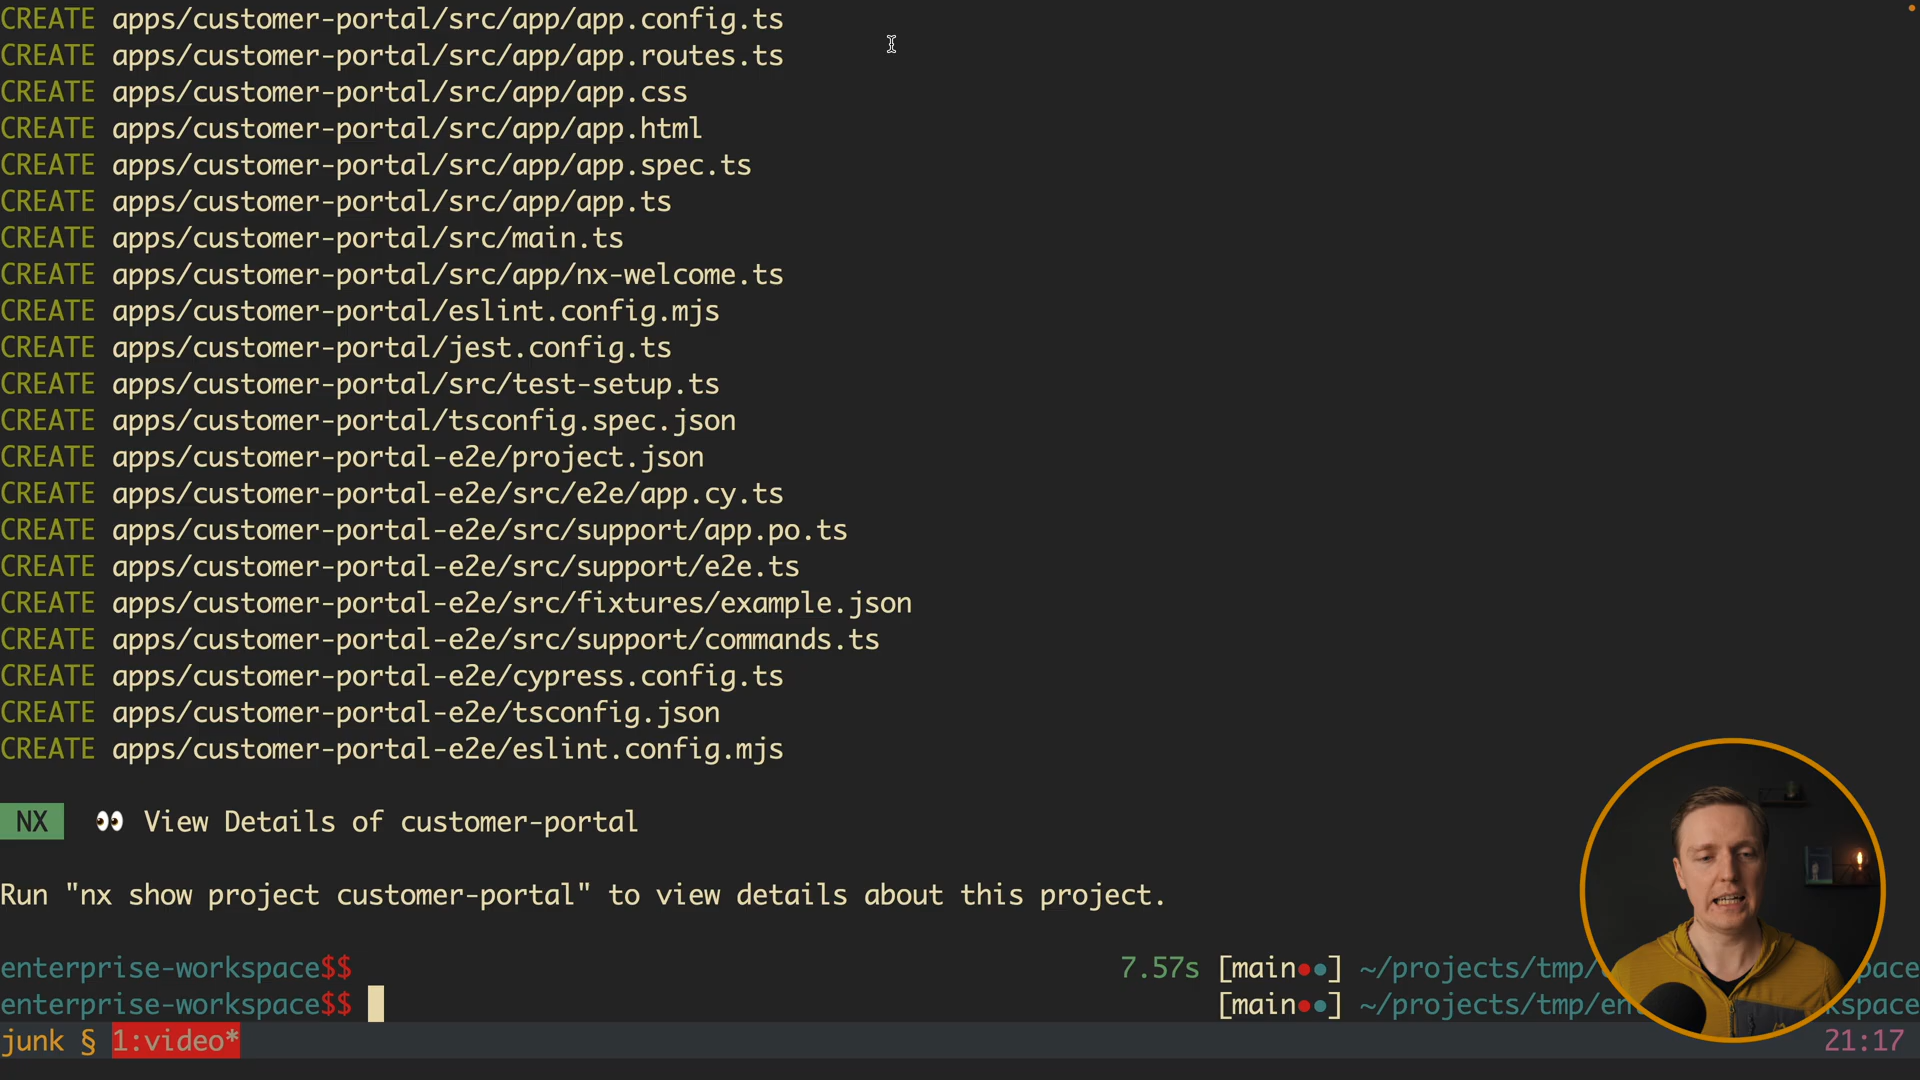 CREATE apps/customer-portal/src/app/app.config.ts
CREATE apps/customer-portal/src/app/app.routes.ts
CREATE apps/customer-portal/src/app/app.css
CREATE apps/customer-portal/src/app/app.html
CREATE apps/customer-portal/src/app/app.spec.ts
CREATE apps/customer-portal/src/app/app.ts
CREATE apps/customer-portal/src/main.ts
CREATE apps/customer-portal/src/app/nx-welcome.ts
CREATE apps/customer-portal/eslint.config.mjs
CREATE apps/customer-portal/jest.config.ts
CREATE apps/customer-portal/src/test-setup.ts
CREATE apps/customer-portal/tsconfig.spec.json
CREATE apps/customer-portal-e2e/project.json
CREATE apps/customer-portal-e2e/src/e2e/app.cy.ts
CREATE apps/customer-portal-e2e/src/support/app.po.ts
CREATE apps/customer-portal-e2e/src/support/e2e.ts
CREATE apps/customer-portal-e2e/src/fixtures/example.json
CREATE apps/customer-portal-e2e/src/support/commands.ts
CREATE apps/customer-portal-e2e/cypress.config.ts
CREATE apps/customer-portal-e2e/tsconfig.json
CREATE apps/customer-portal-e2e/eslint.config.mjs
NX 👀 View Details of customer-portal
Run "nx show project customer-portal" to view details about this project.
enterprise-workspace$$ 7.57s [main●●] ~/projects/tmp/ pace
enterprise-workspace$$ [main●●] ~/projects/tmp/en kspace
junk § 1:video* 21:17